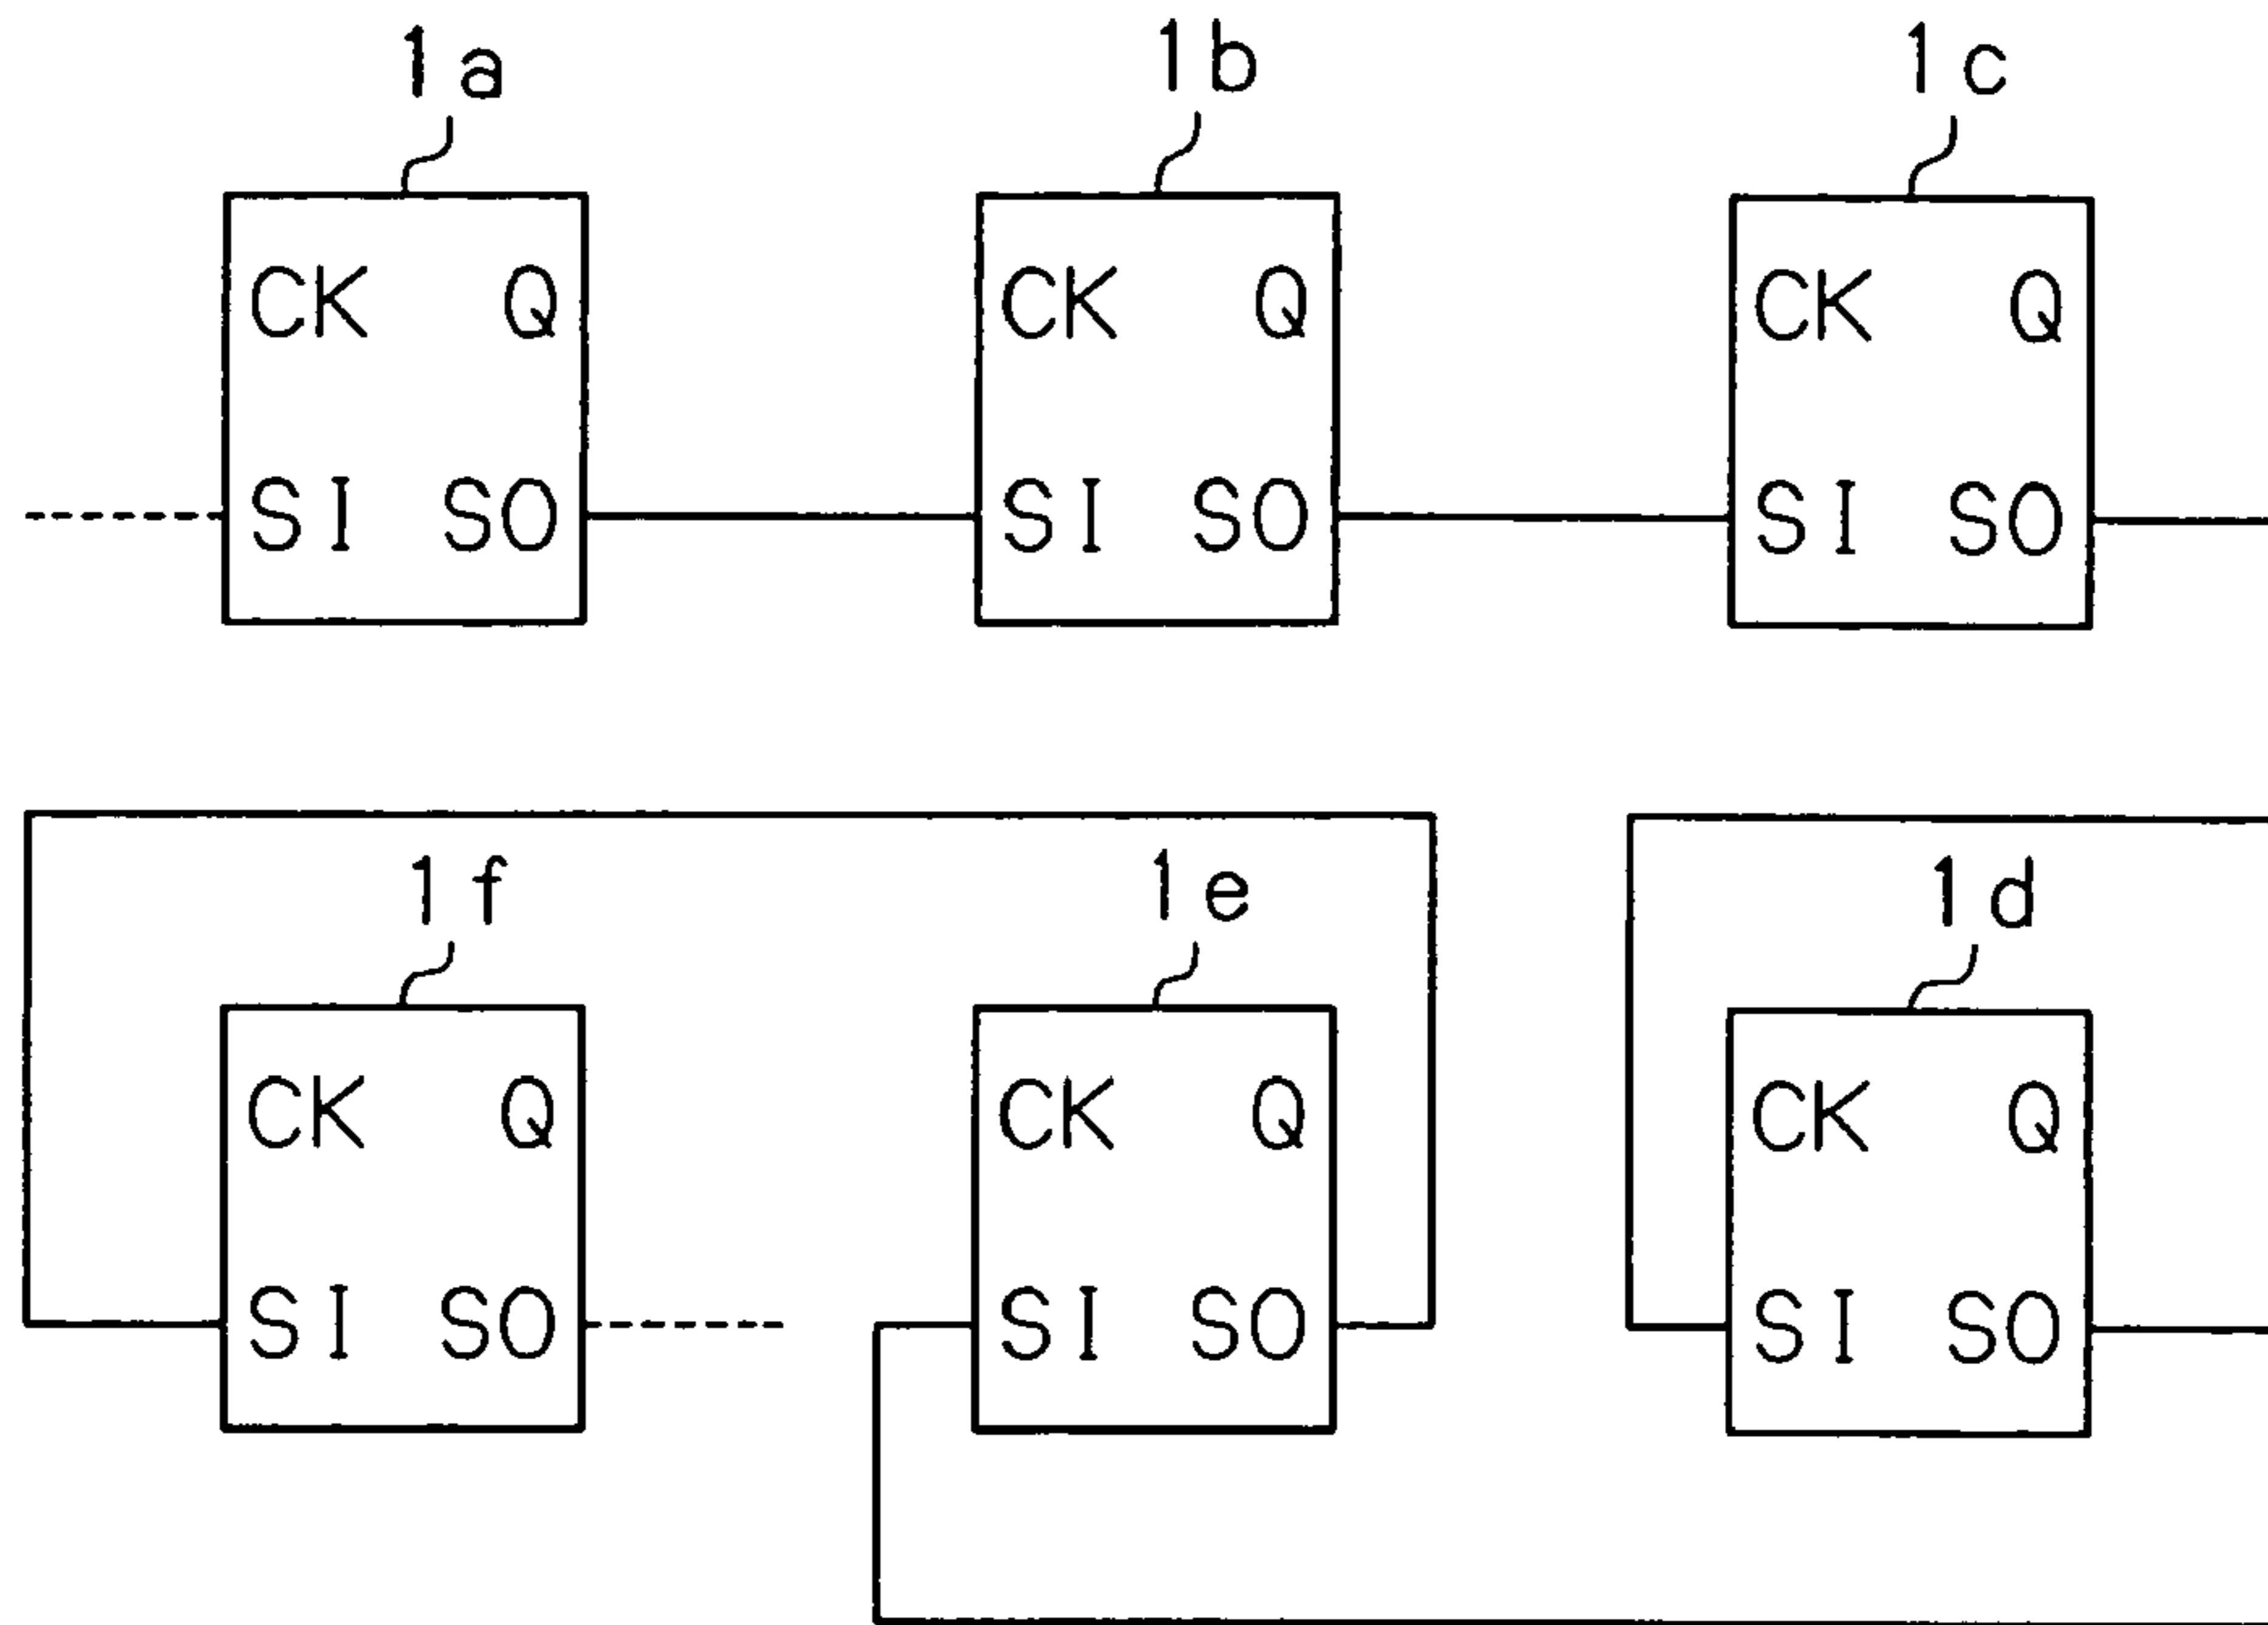 1a 1b 1c
CK Q CK Q CK Q
SI SO SI SO SI SO
1f 1e 1d
CK Q CK Q CK Q
SI SO SI SO SI SO